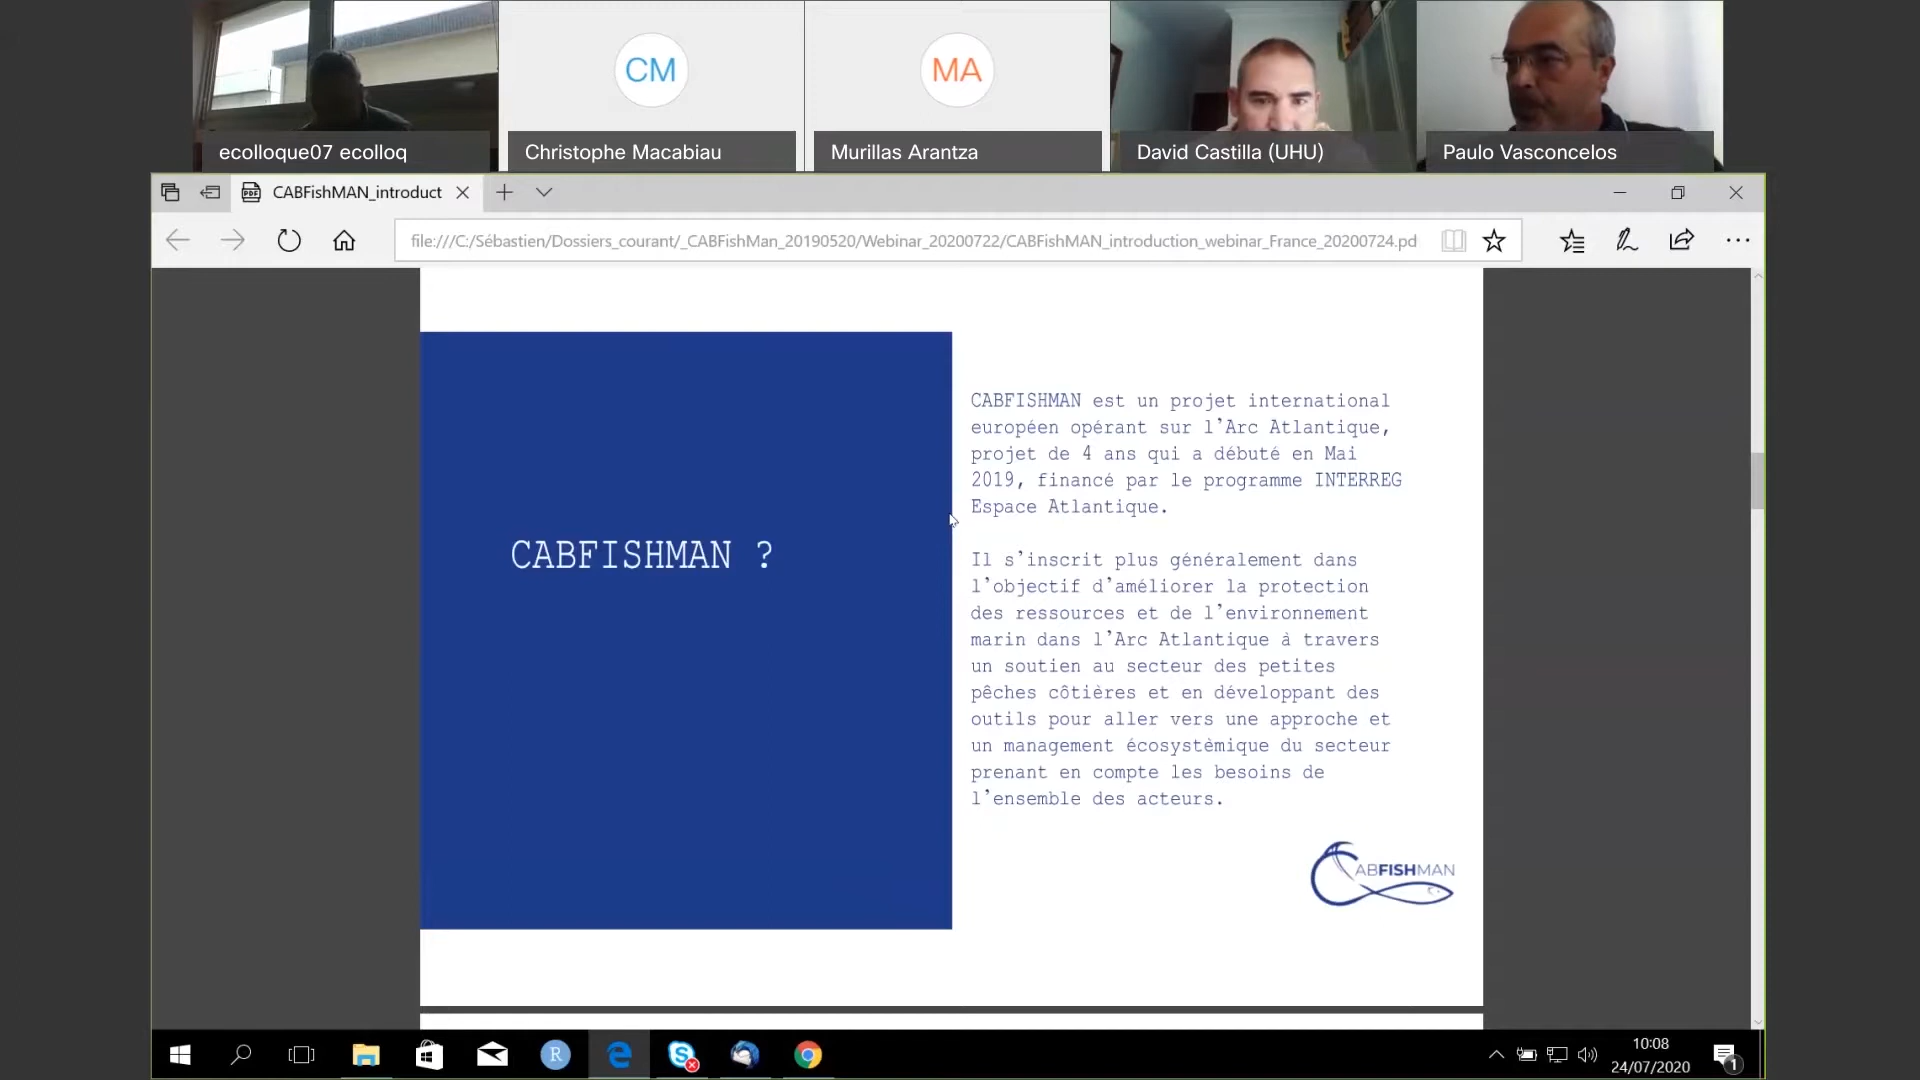 CM
MA
ecolloque07 ecolloq
Christophe Macabiau
Murillas Arantza
David Castilla (UHU)
Paulo Vasconcelos
PDF
CABFishMAN_introduct
file:///C:/Sébastien/Dossiers_courant/_CABFishMan_20190520/Webinar_20200722/CABFishMAN_introduction_webinar_France_20200724.pd
CABFISHMAN ?
CABFISHMAN est un projet international
européen opérant sur l’Arc Atlantique,
projet de 4 ans qui a débuté en Mai
2019, financé par le programme INTERREG
Espace Atlantique.
Il s’inscrit plus généralement dans
l’objectif d’améliorer la protection
des ressources et de l’environnement
marin dans l’Arc Atlantique à travers
un soutien au secteur des petites
pêches côtières et en développant des
outils pour aller vers une approche et
un management écosystèmique du secteur
prenant en compte les besoins de
l’ensemble des acteurs.
CABFISHMAN
R
S
10:08
24/07/2020
1